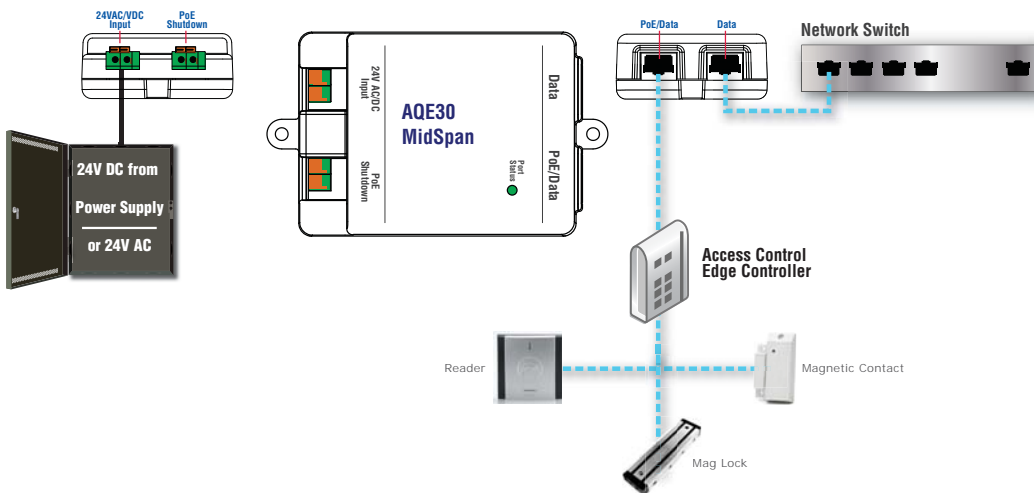 24VAC/VDC
Input
PoE
Shutdown
24V DC from
Power Supply
or 24V AC
24V AC/DC
Input
PoE
Shutdown
AQE30
MidSpan
Port
Status
Data
PoE/Data
PoE/Data
Data
Network Switch
Access Control
Edge Controller
Reader
Magnetic Contact
Mag Lock